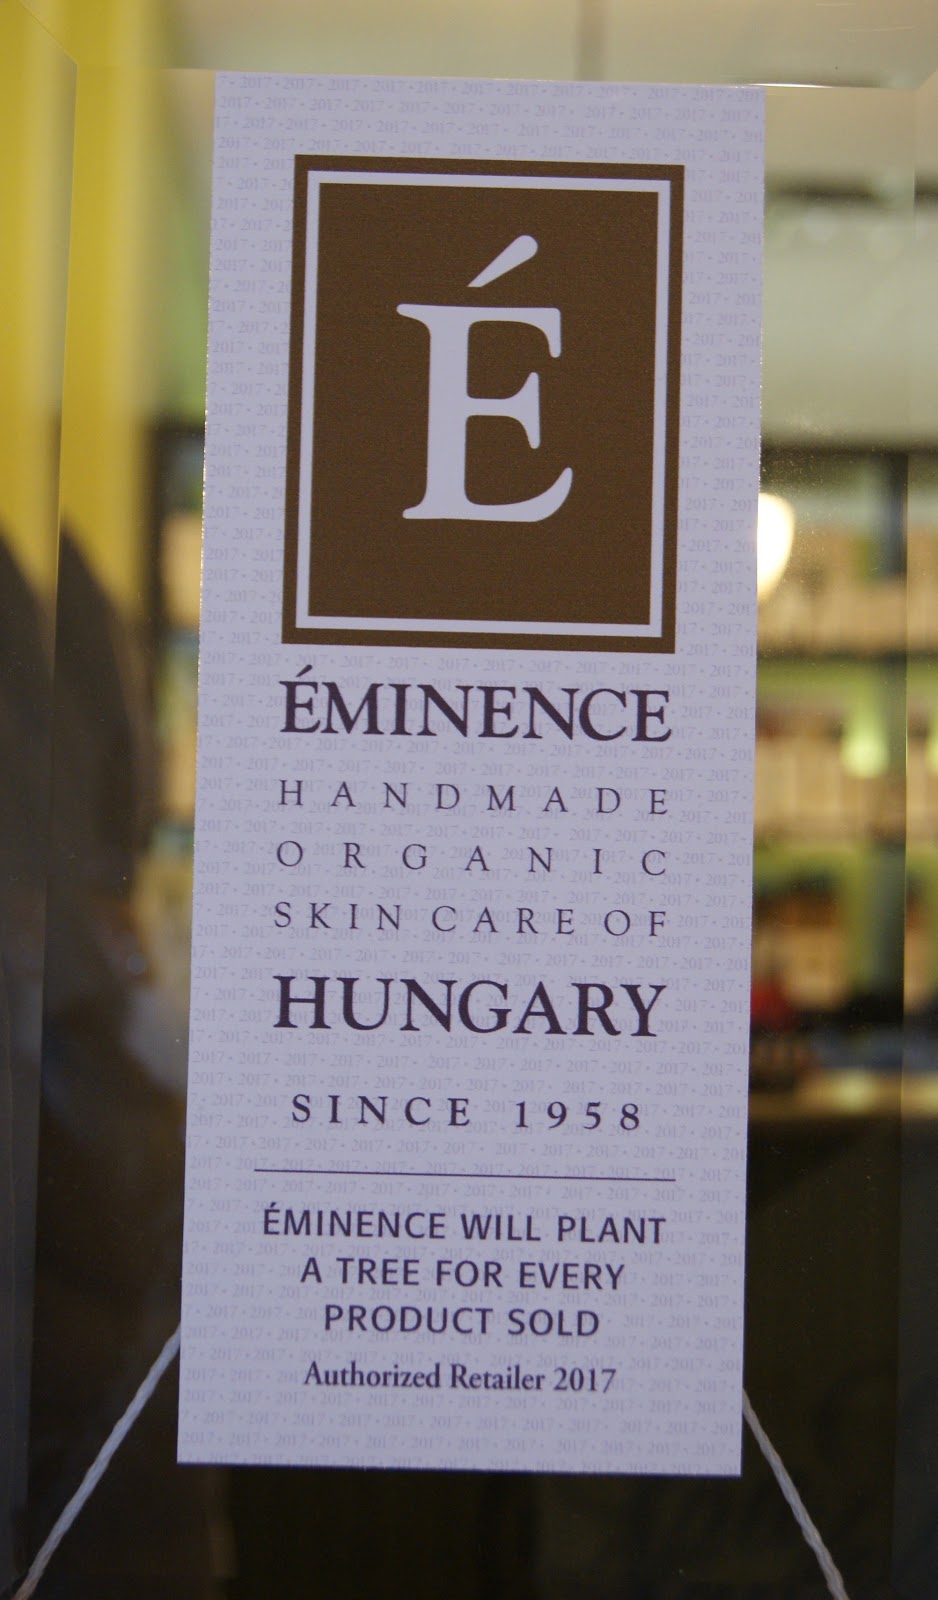 É
ÉMINENCE
HANDMADE
ORGANIC
SKIN CARE OF
HUNGARY
SINCE 1958
ÉMINENCE WILL PLANT
A TREE FOR EVERY
PRODUCT SOLD
Authorized Retailer 2017